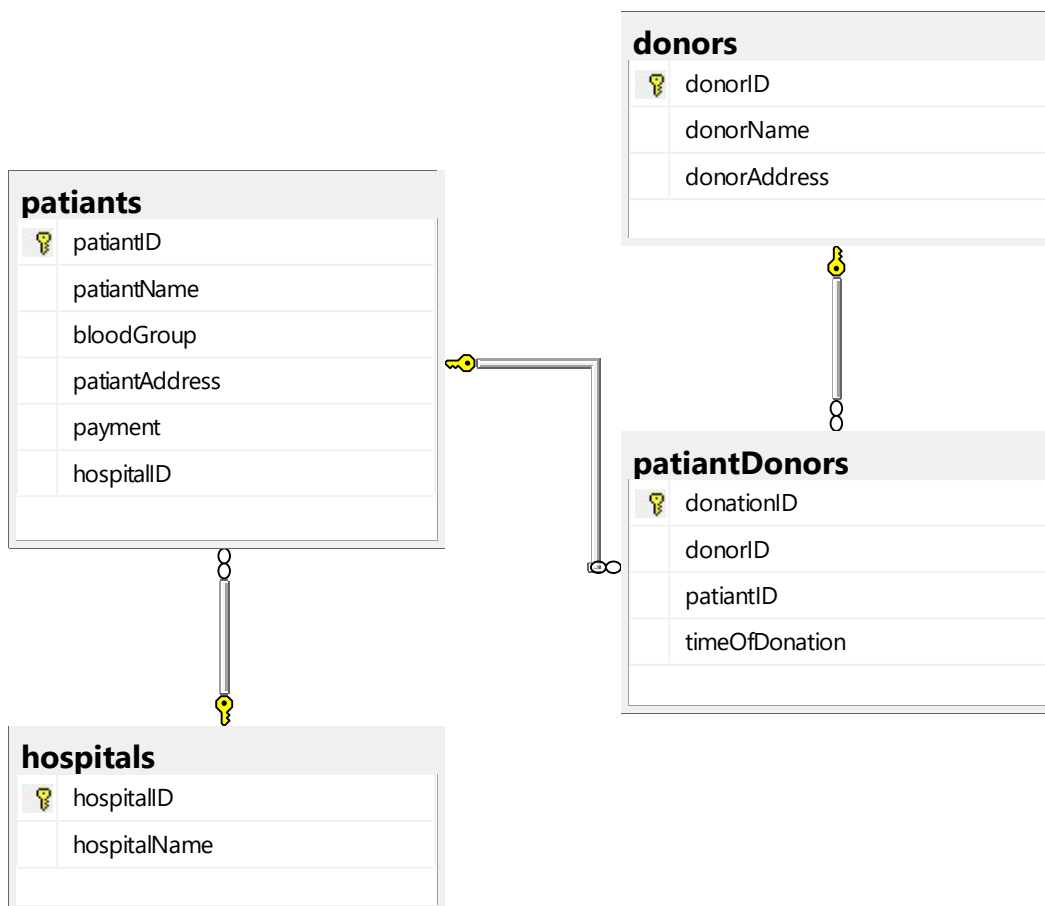 donors
donorID
donorName
donorAddress
patiants
patiantID
patiantName
bloodGroup
patiantAddress
payment
hospitalID
patiantDonors
donationID
donorID
patiantID
timeOfDonation
hospitals
hospitalID
hospitalName